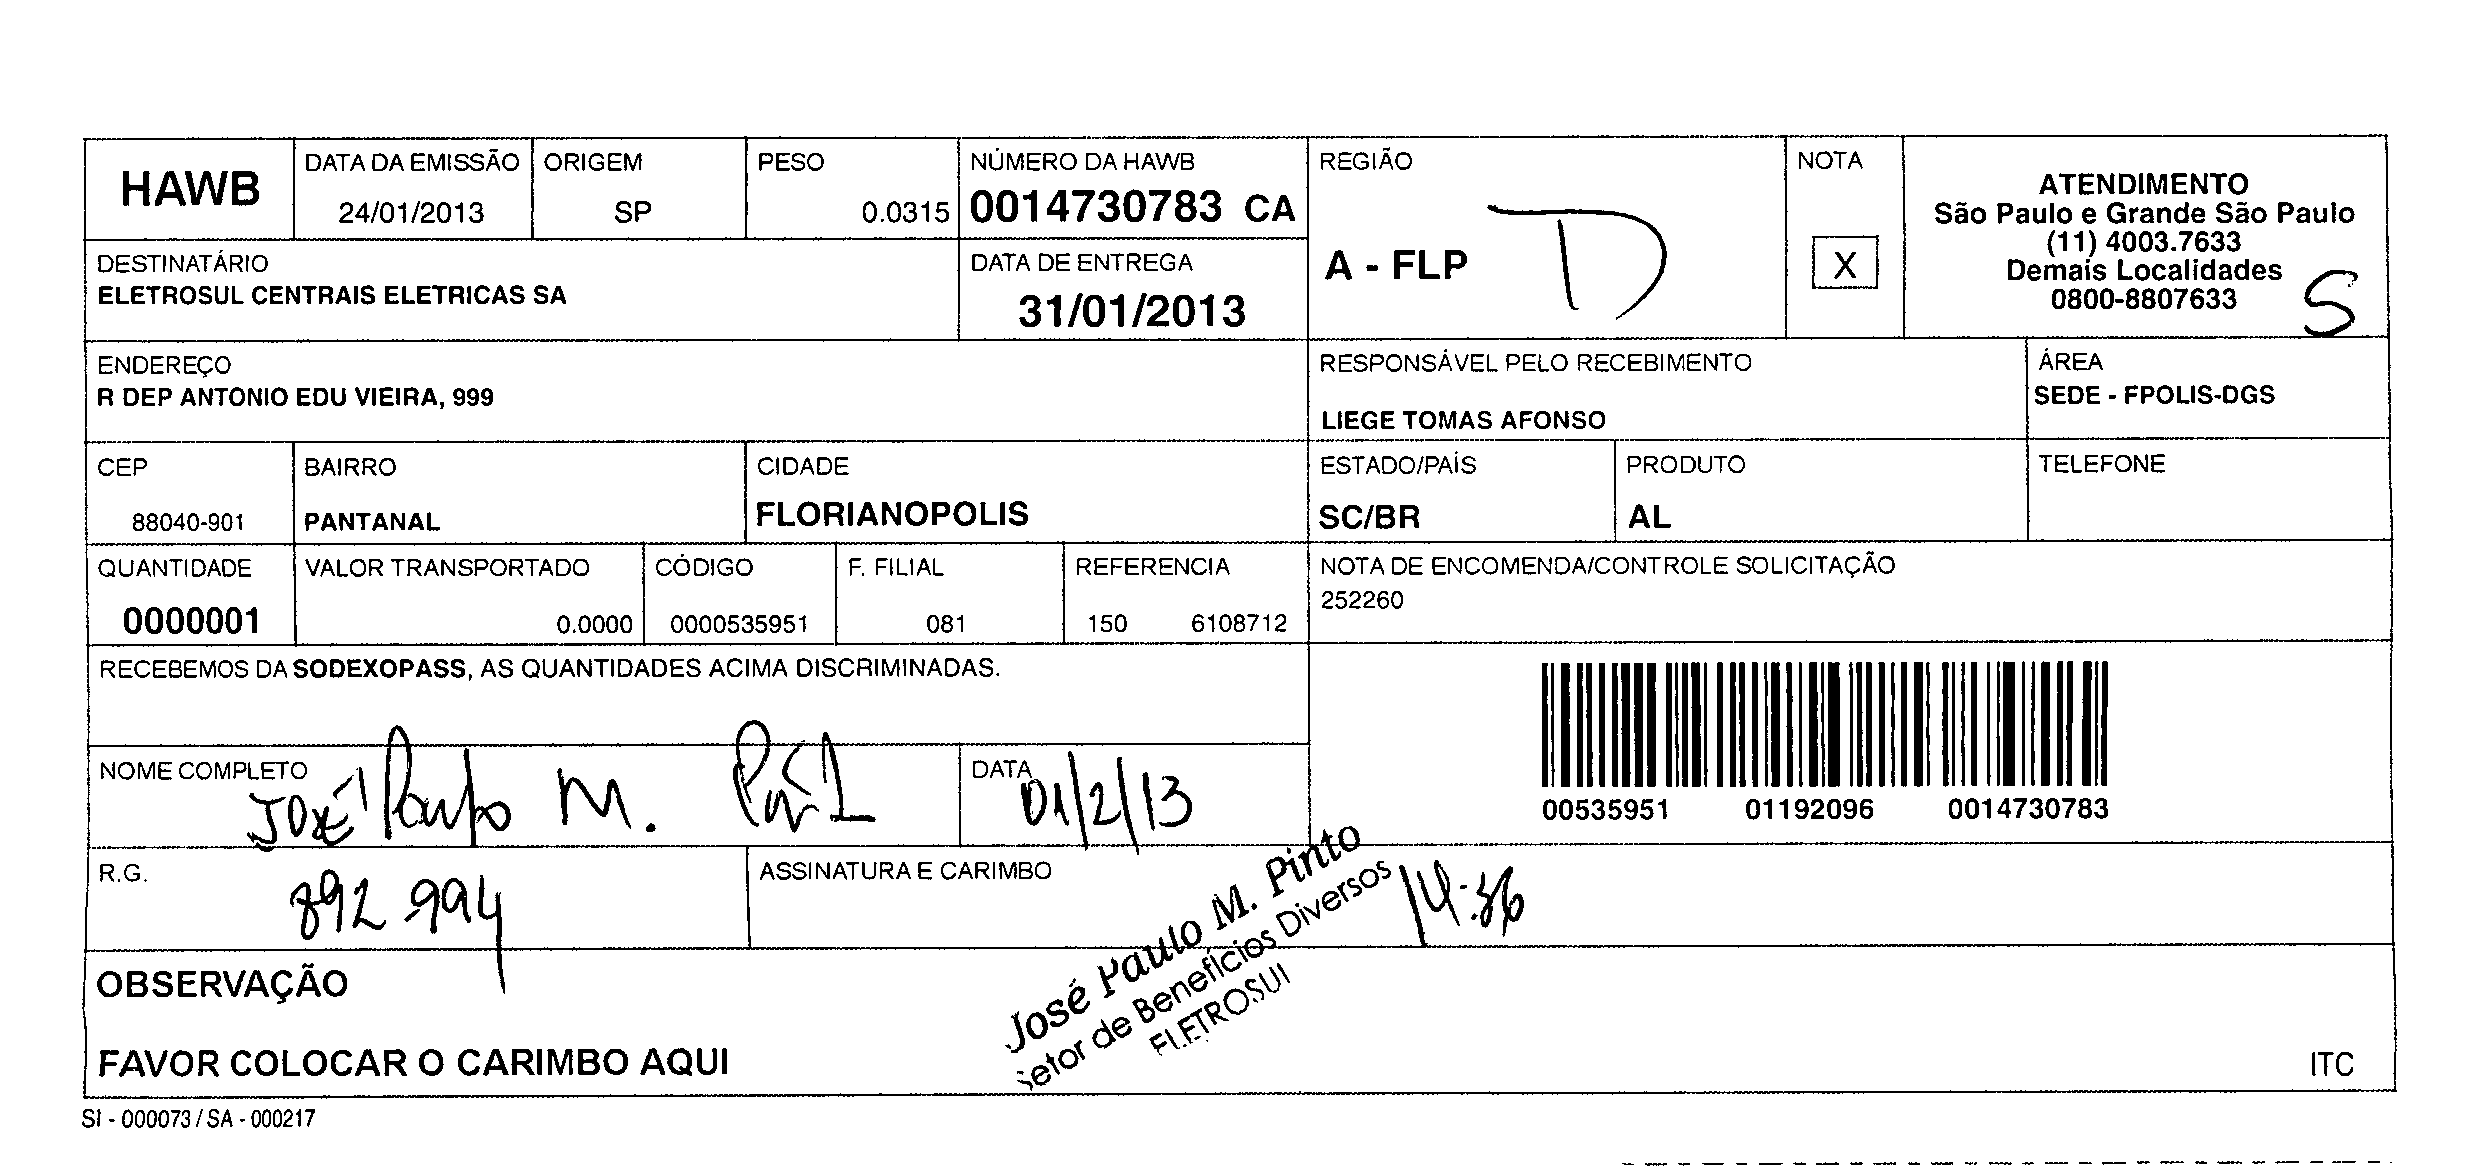 HAWB
DATA DA EMISSÃO
24/01/2013
ORIGEM
SP
PESO
0.0315
NÚMERO DA HAWB
0014730783 CA
REGIÃO
A - FLP
D
NOTA
X
ATENDIMENTO
São Paulo e Grande São Paulo
(11) 4003.7633
Demais Localidades
0800-8807633
S
DESTINATÁRIO
ELETROSUL CENTRAIS ELETRICAS SA
DATA DE ENTREGA
31/01/2013
ENDEREÇO
R DEP ANTONIO EDU VIEIRA, 999
RESPONSÁVEL PELO RECEBIMENTO
LIEGE TOMAS AFONSO
ÁREA
SEDE - FPOLIS-DGS
CEP
88040-901
BAIRRO
PANTANAL
CIDADE
FLORIANOPOLIS
ESTADO/PAÍS
SC/BR
PRODUTO
AL
TELEFONE
QUANTIDADE
0000001
VALOR TRANSPORTADO
0.0000
CÓDIGO
0000535951
F. FILIAL
081
REFERENCIA
150 6108712
NOTA DE ENCOMENDA/CONTROLE SOLICITAÇÃO
252260
RECEBEMOS DA SODEXOPASS, AS QUANTIDADES ACIMA DISCRIMINADAS.
00535951 01192096 0014730783
NOME COMPLETO
José Paulo M.
DATA
01/2/13
R.G.
892 994
ASSINATURA E CARIMBO
José Paulo M. Pinto
Setor de Benefícios Diversos
ELETROSUL
14:36
OBSERVAÇÃO
FAVOR COLOCAR O CARIMBO AQUI
ITC
SI - 000073 / SA - 000217